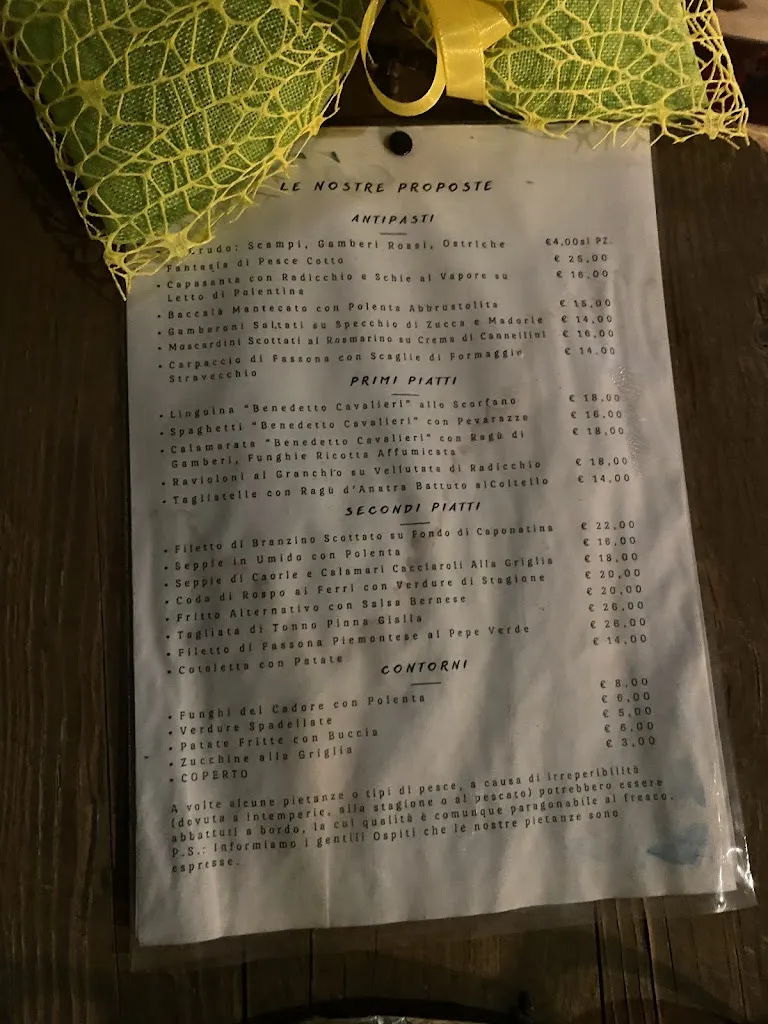 LE NOSTRE PROPOSTE
ANTIPASTI
Crudo: Scampi, Gamberi Rossi, Ostriche €4,00al PZ.
Fantasia di Pesce Cotto € 25,00
• Capasanta con Radicchio e Schie al Vapore su € 16,00
Letto di Polentina
• Baccalà Mantecato con Polenta Abbrustolita € 15,00
• Gamberoni Saltati su Specchio di Zucca e Madorle € 14,00
• Moscardini Scottati al Rosmarino su Crema di Cannellini € 16,00
• Carpaccio di Fassona con Scaglie di Formaggio € 14,00
Stravecchio
PRIMI PIATTI
• Linguina "Benedetto Cavalieri" allo Scorfano € 18,00
• Spaghetti "Benedetto Cavalieri" con Pevarazze € 16,00
• Calamarata "Benedetto Cavalieri" con Ragù di € 18,00
Gamberi, Funghie Ricotta Affumicata
• Ravioloni al Granchio su Vellutata di Radicchio € 18,00
• Tagliatelle con Ragù d'Anatra Battuto alColtello € 14,00
SECONDI PIATTI
• Filetto di Branzino Scottato su Fondo di Caponatina € 22,00
• Seppie in Umido con Polenta € 16,00
• Seppie di Caorle e Calamari Cacciaroli Alla Griglia € 18,00
• Coda di Rospo ai Ferri con Verdure di Stagione € 20,00
• Fritto Alternativo con Salsa Bernese € 20,00
• Tagliata di Tonno Pinna Gialla € 26,00
• Filetto di Fassona Piemontese al Pepe Verde € 26,00
• Cotoletta con Patate € 14,00
CONTORNI
• Funghi del Cadore con Polenta € 8,00
• Verdure Spadellate € 6,00
• Patate Fritte con Buccia € 5,00
• Zucchine alla Griglia € 6,00
• COPERTO € 3,00
A volte alcune pietanze o tipi di pesce, a causa di irreperibilità
(dovuta a intemperie, alla stagione o al pescato) potrebbero essere
abbattuti a bordo, la cui qualità è comunque paragonabile al fresco.
P.S.: Informiamo i gentili Ospiti che le nostre pietanze sono
espresse.